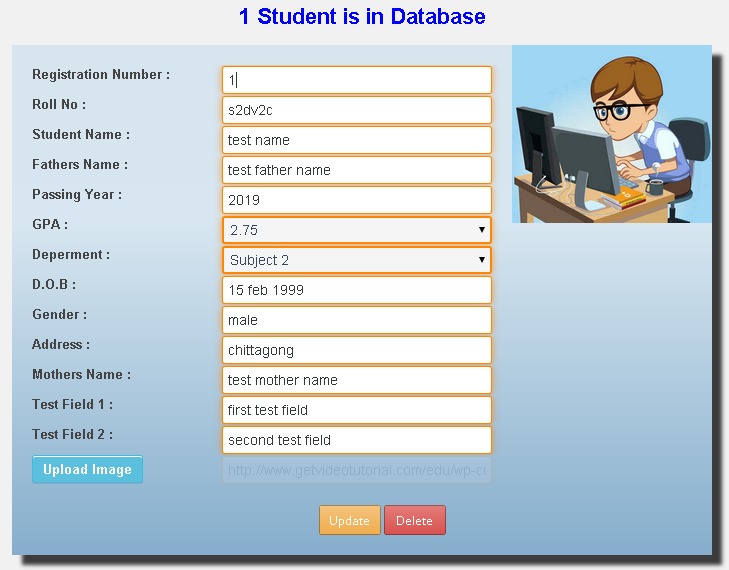 1 Student is in Database
Registration Number : 1
Roll No : s2dv2c
Student Name : test name
Fathers Name : test father name
Passing Year : 2019
GPA : 2.75
Deperment : Subject 2
D.O.B : 15 feb 1999
Gender : male
Address : chittagong
Mothers Name : test mother name
Test Field 1 : first test field
Test Field 2 : second test field
Upload Image http://www.getvideotutorial.com/edu/wp-c
Update Delete